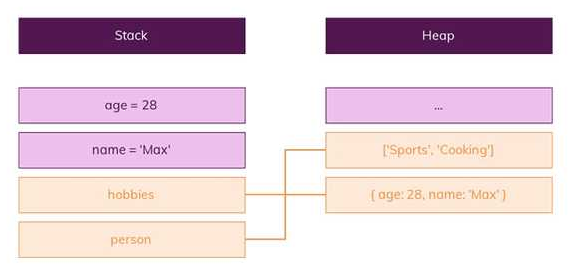 Stack
Heap
age = 28
...
name = 'Max'
['Sports', 'Cooking']
hobbies
{ age: 28, name: 'Max' }
person